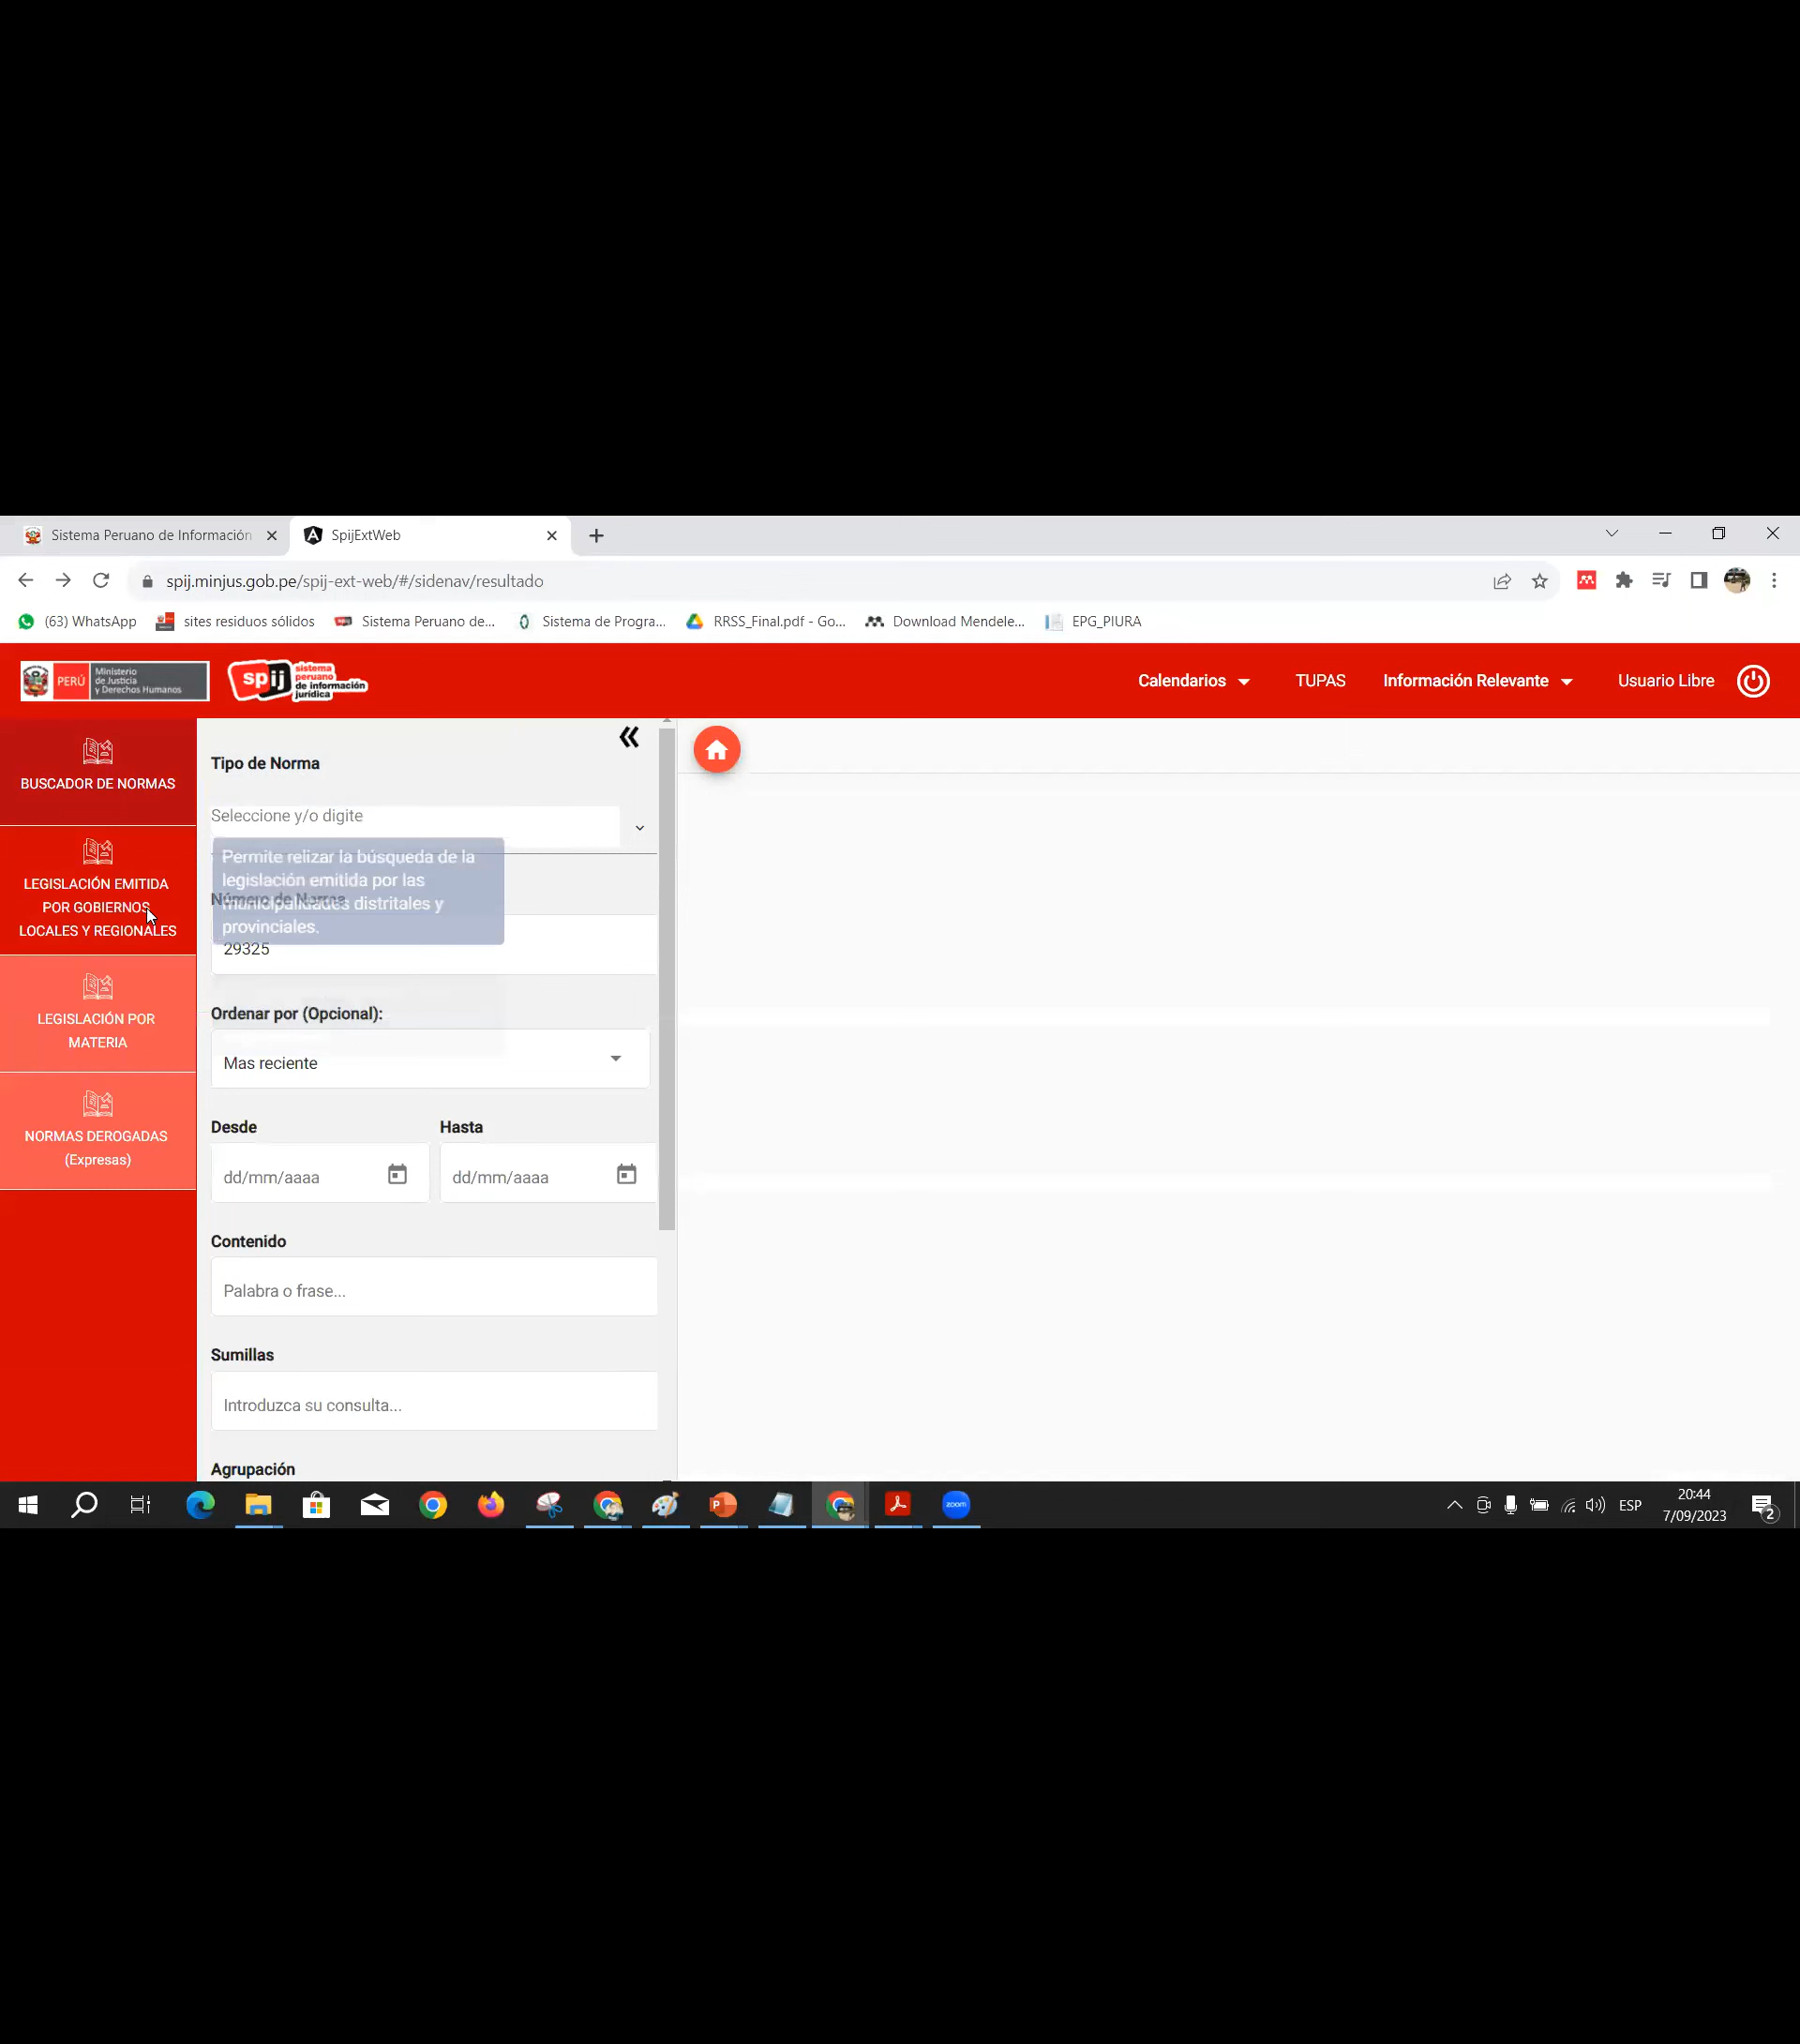 Sistema Peruano de Información
SpijExtWeb
spij.minjus.gob.pe/spij-ext-web/#/sidenav/resultado
(63) WhatsApp
sites residuos sólidos
Sistema Peruano de...
Sistema de Progra...
RRSS_Final.pdf - Go...
Download Mendele...
EPG_PIURA
PERÚ
Ministerio
de Justicia
y Derechos Humanos
spij
sistema
peruano
de información
jurídica
Calendarios
TUPAS
Información Relevante
Usuario Libre
BUSCADOR DE NORMAS
LEGISLACIÓN EMITIDA
POR GOBIERNOS
LOCALES Y REGIONALES
LEGISLACIÓN POR
MATERIA
NORMAS DEROGADAS
(Expresas)
Tipo de Norma
Seleccione y/o digite
Permite relizar la búsqueda de la
legislación emitida por las
municipalidades distritales y
provinciales.
Número de Norma
29325
Ordenar por (Opcional):
Mas reciente
Desde
Hasta
dd/mm/aaaa
dd/mm/aaaa
Contenido
Palabra o frase...
Sumillas
Introduzca su consulta...
Agrupación
zoom
ESP
20:44
7/09/2023
2